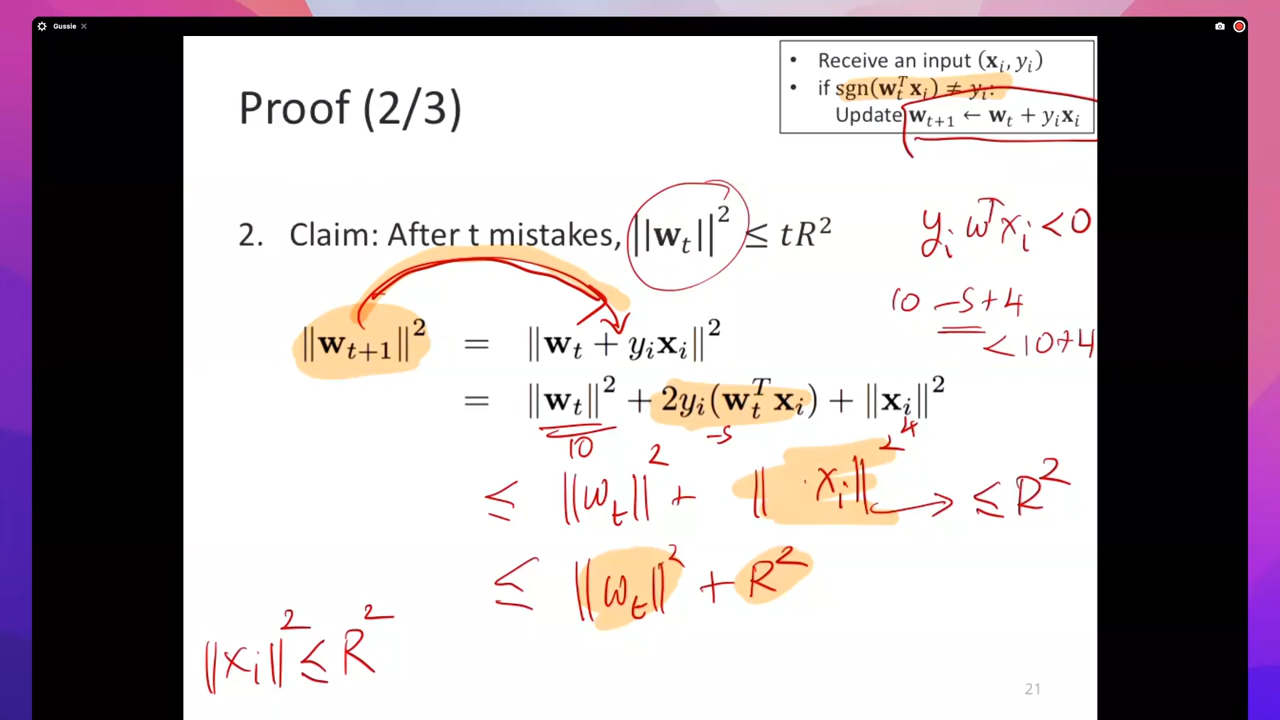 Gussie
• Receive an input (𝐱ᵢ, yᵢ)
• if sgn(𝐰ₜᵀ𝐱ᵢ) ≠ yᵢ:
Update 𝐰ₜ₊₁ ← 𝐰ₜ + yᵢ𝐱ᵢ
Proof (2/3)
2. Claim: After t mistakes, ||𝐰ₜ||² ≤ tR²
yᵢ wᵀxᵢ < 0
10 −5+4
< 10+4
‖𝐰ₜ₊₁‖² = ‖𝐰ₜ + yᵢ𝐱ᵢ‖²
= ‖𝐰ₜ‖² + 2yᵢ(𝐰ₜᵀ𝐱ᵢ) + ‖𝐱ᵢ‖²
10 −5 4
≤ ‖wₜ‖² + ‖xᵢ‖² → ≤ R²
≤ ‖wₜ‖² + R²
‖xᵢ‖² ≤ R²
21